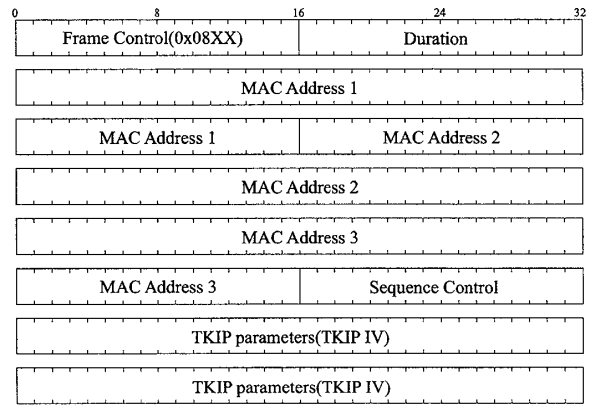 0 8 16 24 32
Frame Control(0x08XX) Duration
MAC Address 1
MAC Address 1 MAC Address 2
MAC Address 2
MAC Address 3
MAC Address 3 Sequence Control
TKIP parameters(TKIP IV)
TKIP parameters(TKIP IV)